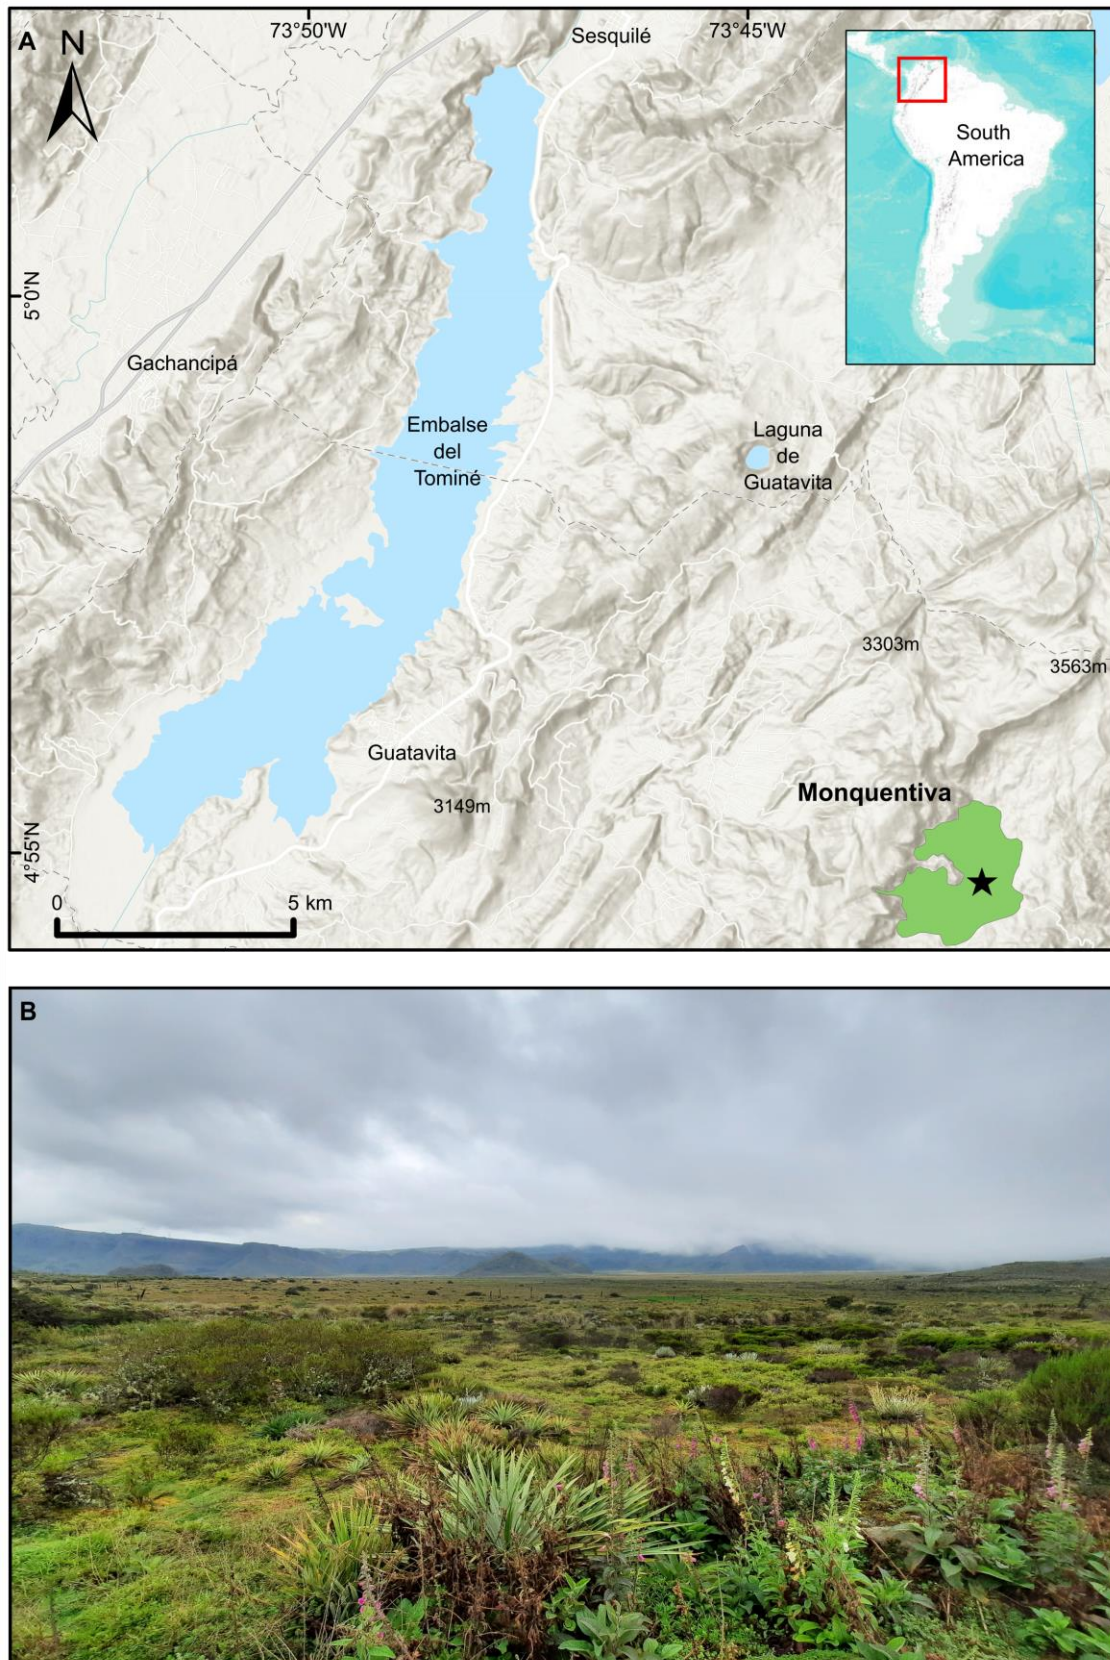 A
N
73°50'W
Sesquilé
73°45'W
South
America
5°0'N
Gachancipá
Embalse
del
Tominé
Laguna
de
Guatavita
3303m
3563m
Guatavita
3149m
Monquentiva
4°55'N
0
5 km
B